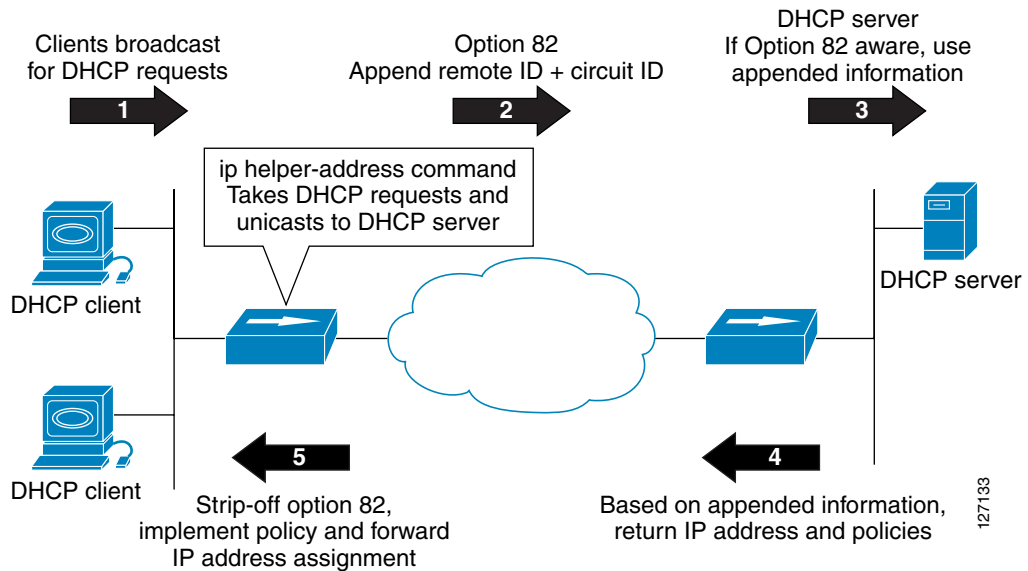 Clients broadcast
for DHCP requests
1
Option 82
Append remote ID + circuit ID
2
DHCP server
If Option 82 aware, use
appended information
3
ip helper-address command
Takes DHCP requests and
unicasts to DHCP server
DHCP client
DHCP server
DHCP client
5
Strip-off option 82,
implement policy and forward
IP address assignment
4
Based on appended information,
return IP address and policies
127133